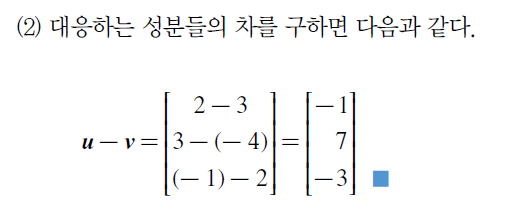 (2) 대응하는 성분들의 차를 구하면 다음과 같다.
u − v = [ 2 − 3 ; 3 − (− 4) ; (− 1) − 2 ] = [ − 1 ; 7 ; − 3 ] ■